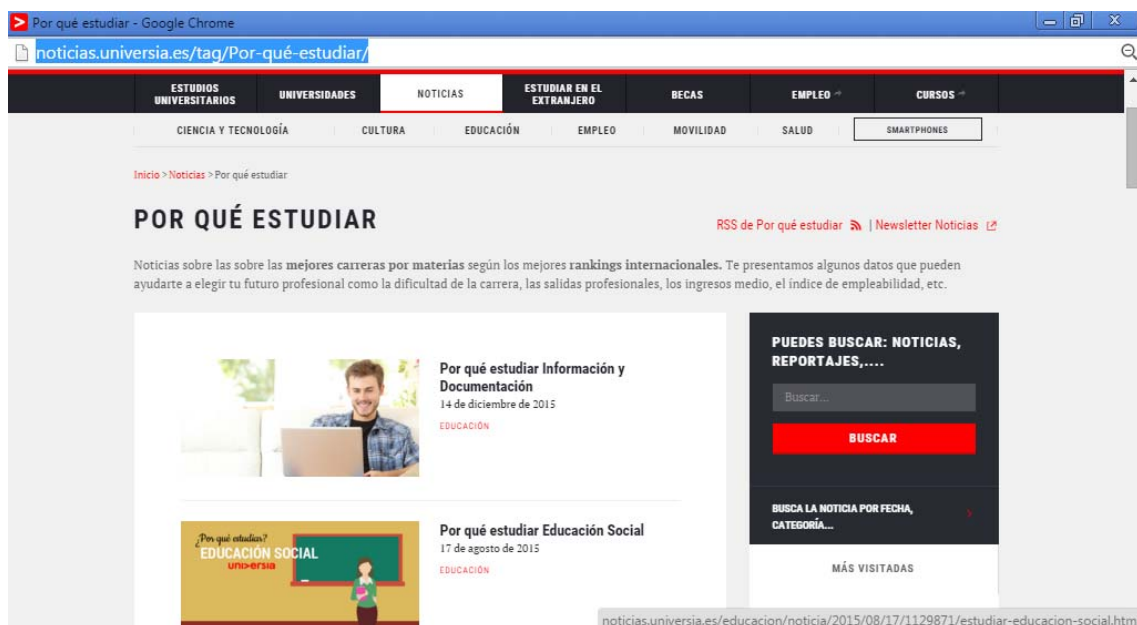 Por qué estudiar - Google Chrome
noticias.universia.es/tag/Por-qué-estudiar/
ESTUDIOS UNIVERSITARIOS
UNIVERSIDADES
NOTICIAS
ESTUDIAR EN EL EXTRANJERO
BECAS
EMPLEO
CURSOS
CIENCIA Y TECNOLOGÍA
CULTURA
EDUCACIÓN
EMPLEO
MOVILIDAD
SALUD
SMARTPHONES
Inicio > Noticias > Por qué estudiar
POR QUÉ ESTUDIAR
RSS de Por qué estudiar | Newsletter Noticias
Noticias sobre las sobre las mejores carreras por materias según los mejores rankings internacionales. Te presentamos algunos datos que pueden
ayudarte a elegir tu futuro profesional como la dificultad de la carrera, las salidas profesionales, los ingresos medio, el índice de empleabilidad, etc.
Por qué estudiar Información y
Documentación
14 de diciembre de 2015
EDUCACIÓN
¿Por qué estudiar?
EDUCACIÓN SOCIAL
universia
Por qué estudiar Educación Social
17 de agosto de 2015
EDUCACIÓN
PUEDES BUSCAR: NOTICIAS,
REPORTAJES,....
Buscar...
BUSCAR
BUSCA LA NOTICIA POR FECHA,
CATEGORÍA...
MÁS VISITADAS
noticias.universia.es/educacion/noticia/2015/08/17/1129871/estudiar-educacion-social.htm